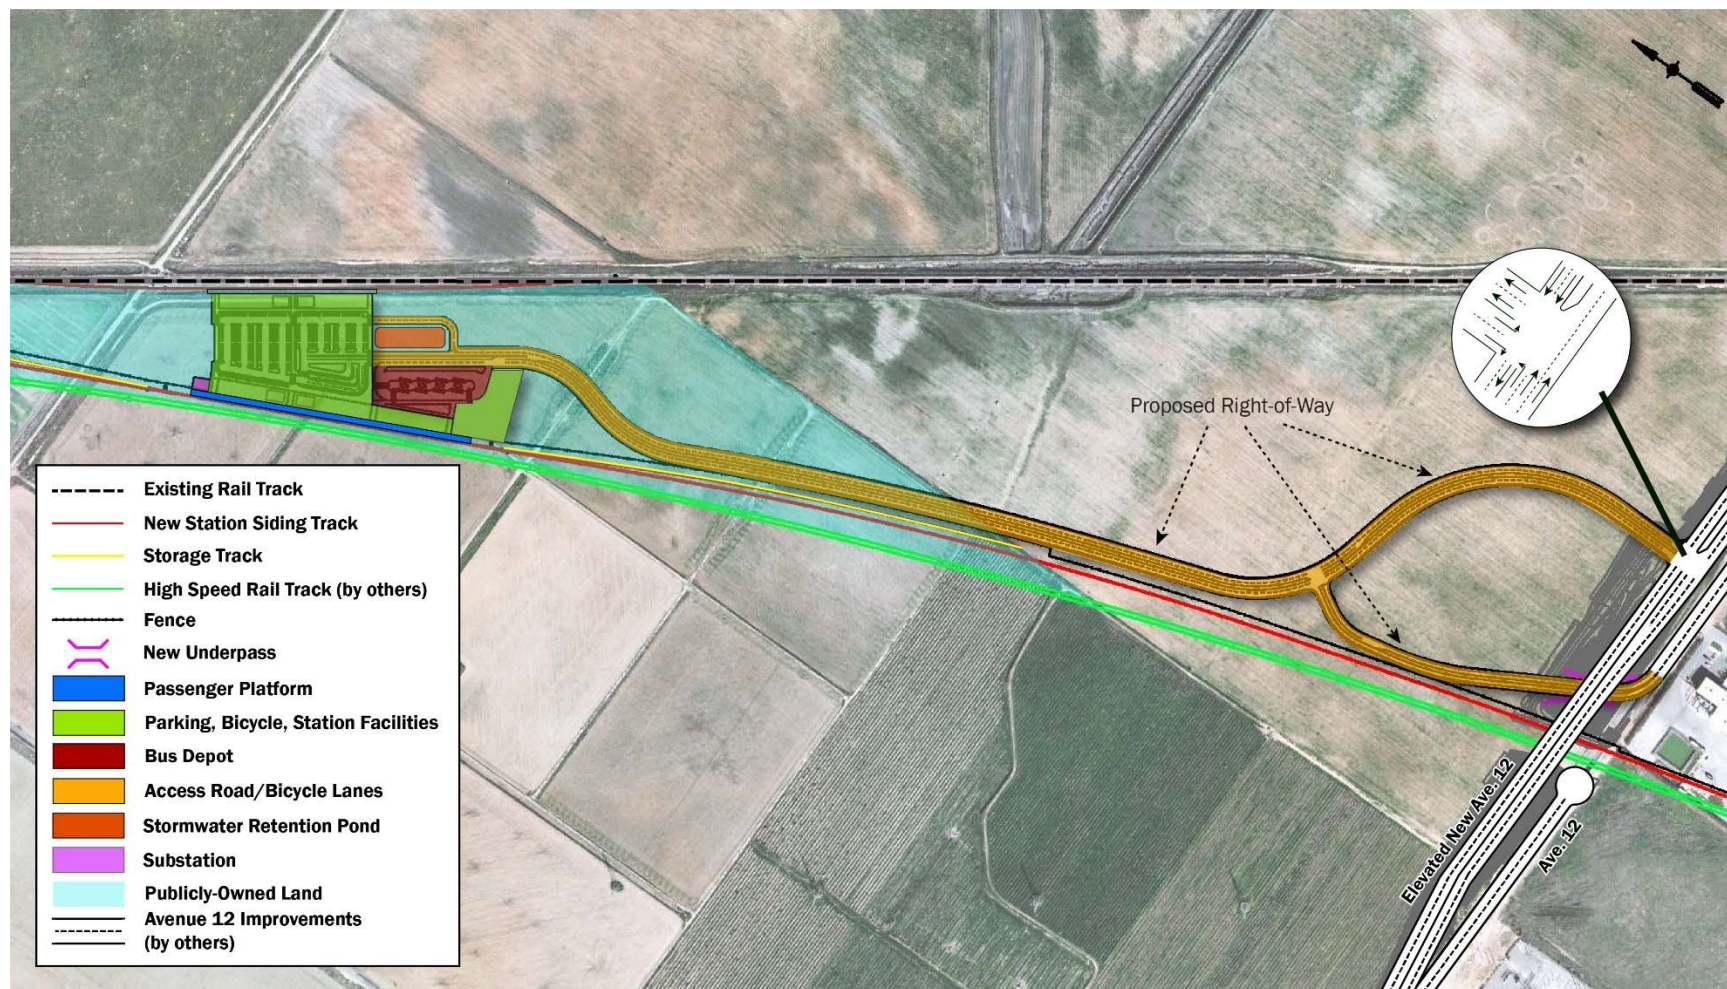 Proposed Right-of-Way
Existing Rail Track
New Station Siding Track
Storage Track
High Speed Rail Track (by others)
Fence
New Underpass
Passenger Platform
Parking, Bicycle, Station Facilities
Bus Depot
Access Road/Bicycle Lanes
Stormwater Retention Pond
Substation
Publicly-Owned Land
Avenue 12 Improvements
(by others)
Elevated New Ave. 12
Ave. 12